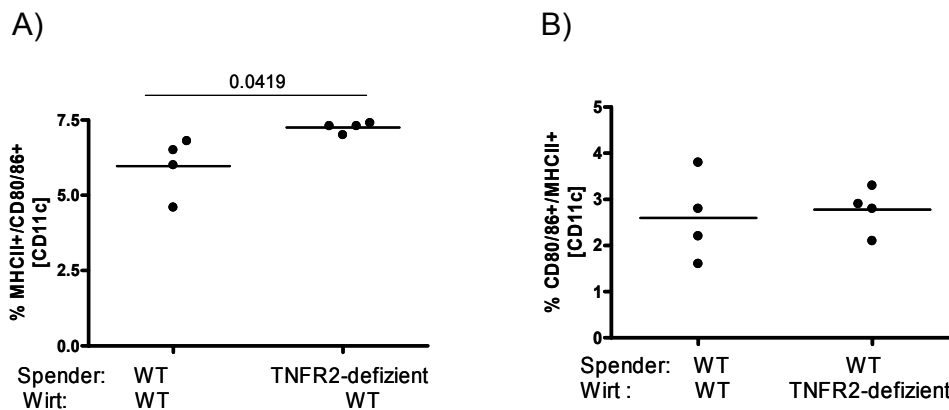 A)
0.0419
% MHCII+/CD80/86+
[CD11c]
7.5
5.0
2.5
0.0
Spender: WT TNFR2-defizient
Wirt: WT WT
B)
% CD80/86+/MHCII+
[CD11c]
5
4
3
2
1
0
Spender: WT WT
Wirt : WT TNFR2-defizient